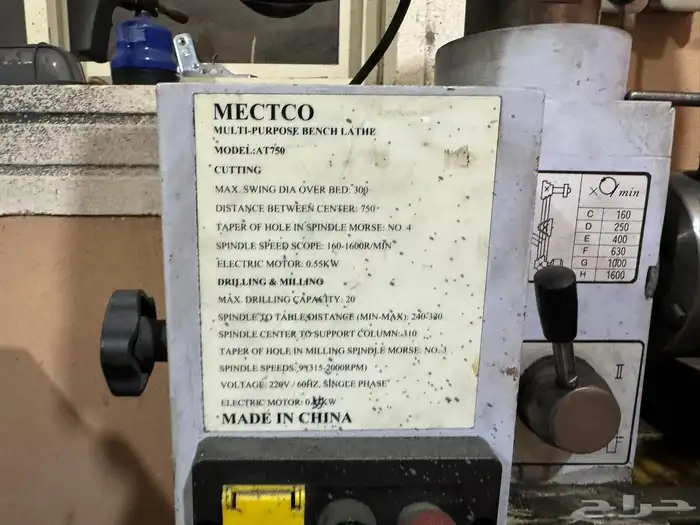 MECTCO
MULTI-PURPOSE BENCH LATHE
MODEL:AT750
CUTTING
MAX. SWING DIA OVER BED: 300
DISTANCE BETWEEN CENTER: 750
TAPER OF HOLE IN SPINDLE MORSE: NO. 4
SPINDLE SPEED SCOPE: 160-1600R/MIN
ELECTRIC MOTOR: 0.55KW
DRILLING & MILLING
MAX. DRILLING CAPACITY: 20
SPINDLE TO TABLE DISTANCE (MIN-MAX): 240-320
SPINDLE CENTER TO SUPPORT COLUMN: 310
TAPER OF HOLE IN MILLING SPINDLE MORSE: NO. 3
SPINDLE SPEEDS: 9 (315-2000RPM)
VOLTAGE: 220V / 60HZ, SINGLE PHASE
ELECTRIC MOTOR: KW
MADE IN CHINA
× min
C 160
D 250
E 400
F 630
G 1000
H 1600
II
حراج